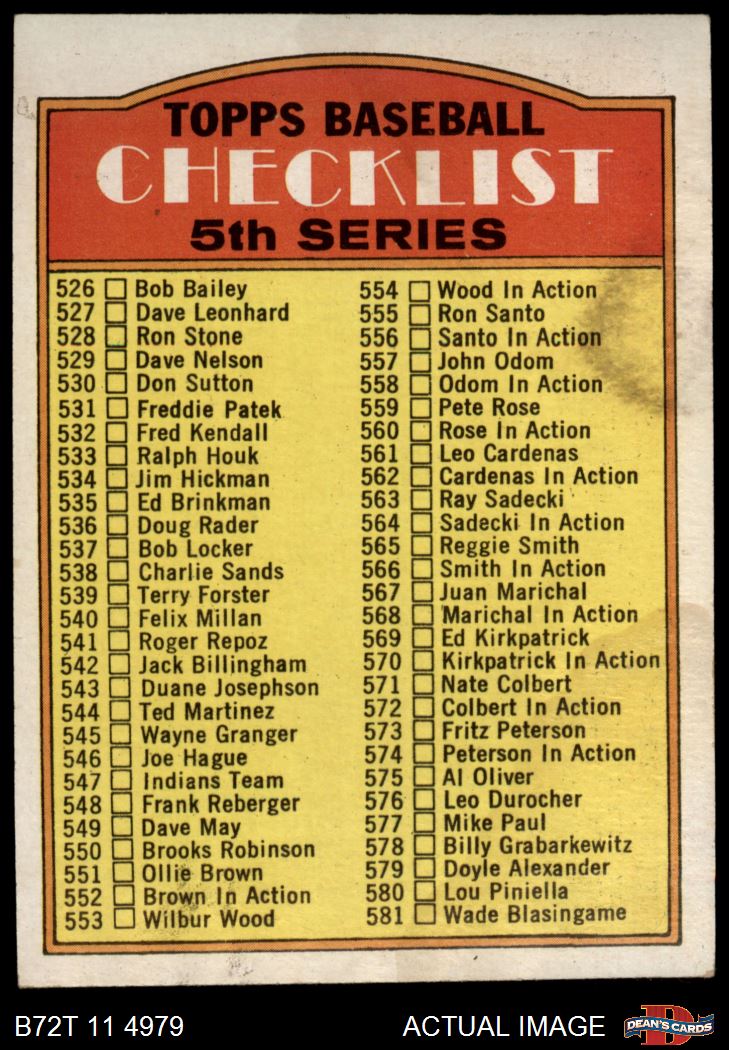 TOPPS BASEBALL
CHECKLIST
5th SERIES
526 Bob Bailey
527 Dave Leonhard
528 Ron Stone
529 Dave Nelson
530 Don Sutton
531 Freddie Patek
532 Fred Kendall
533 Ralph Houk
534 Jim Hickman
535 Ed Brinkman
536 Doug Rader
537 Bob Locker
538 Charlie Sands
539 Terry Forster
540 Felix Millan
541 Roger Repoz
542 Jack Billingham
543 Duane Josephson
544 Ted Martinez
545 Wayne Granger
546 Joe Hague
547 Indians Team
548 Frank Reberger
549 Dave May
550 Brooks Robinson
551 Ollie Brown
552 Brown In Action
553 Wilbur Wood
554 Wood In Action
555 Ron Santo
556 Santo In Action
557 John Odom
558 Odom In Action
559 Pete Rose
560 Rose In Action
561 Leo Cardenas
562 Cardenas In Action
563 Ray Sadecki
564 Sadecki In Action
565 Reggie Smith
566 Smith In Action
567 Juan Marichal
568 Marichal In Action
569 Ed Kirkpatrick
570 Kirkpatrick In Action
571 Nate Colbert
572 Colbert In Action
573 Fritz Peterson
574 Peterson In Action
575 Al Oliver
576 Leo Durocher
577 Mike Paul
578 Billy Grabarkewitz
579 Doyle Alexander
580 Lou Piniella
581 Wade Blasingame
B72T 11 4979
ACTUAL IMAGE
D
DEAN'S CARDS